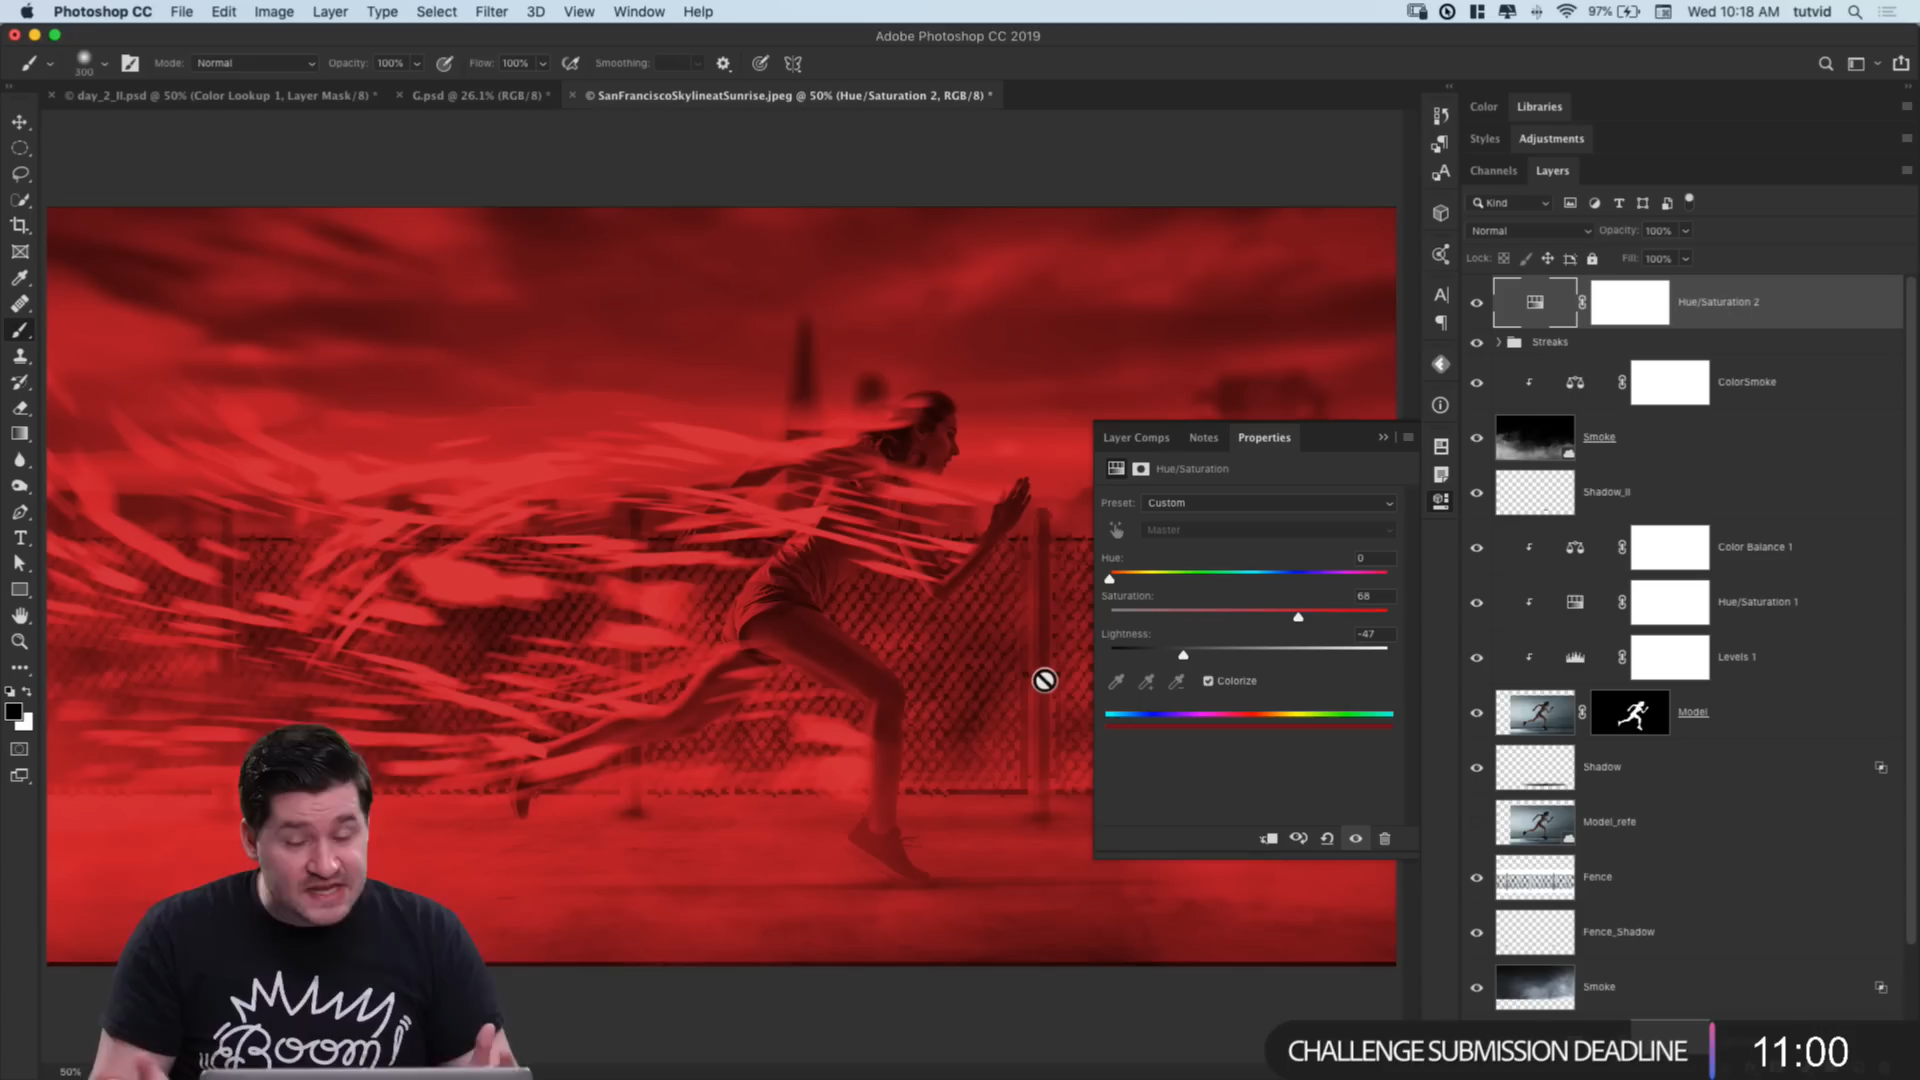 Photoshop CC File Edit Image Layer Type Select Filter 3D View Window Help 97% Wed 10:18 AM tutvid
Adobe Photoshop CC 2019
300 Mode: Normal Opacity: 100% Flow: 100% Smoothing:
© day_2_II.psd @ 50% (Color Lookup 1, Layer Mask/8) * G.psd @ 26.1% (RGB/8) * © SanFranciscoSkylineatSunrise.jpeg @ 50% (Hue/Saturation 2, RGB/8) *
Color Libraries
Styles Adjustments
Channels Layers
Kind
Normal Opacity: 100%
Lock: Fill: 100%
Hue/Saturation 2
Streaks
ColorSmoke
Smoke
Shadow_II
Color Balance 1
Hue/Saturation 1
Levels 1
Model
Shadow
Model_refe
Fence
Fence_Shadow
Smoke
Layer Comps Notes Properties
Hue/Saturation
Preset: Custom
Master
Hue: 0
Saturation: 68
Lightness: -47
Colorize
Boom!
50%
CHALLENGE SUBMISSION DEADLINE 11:00